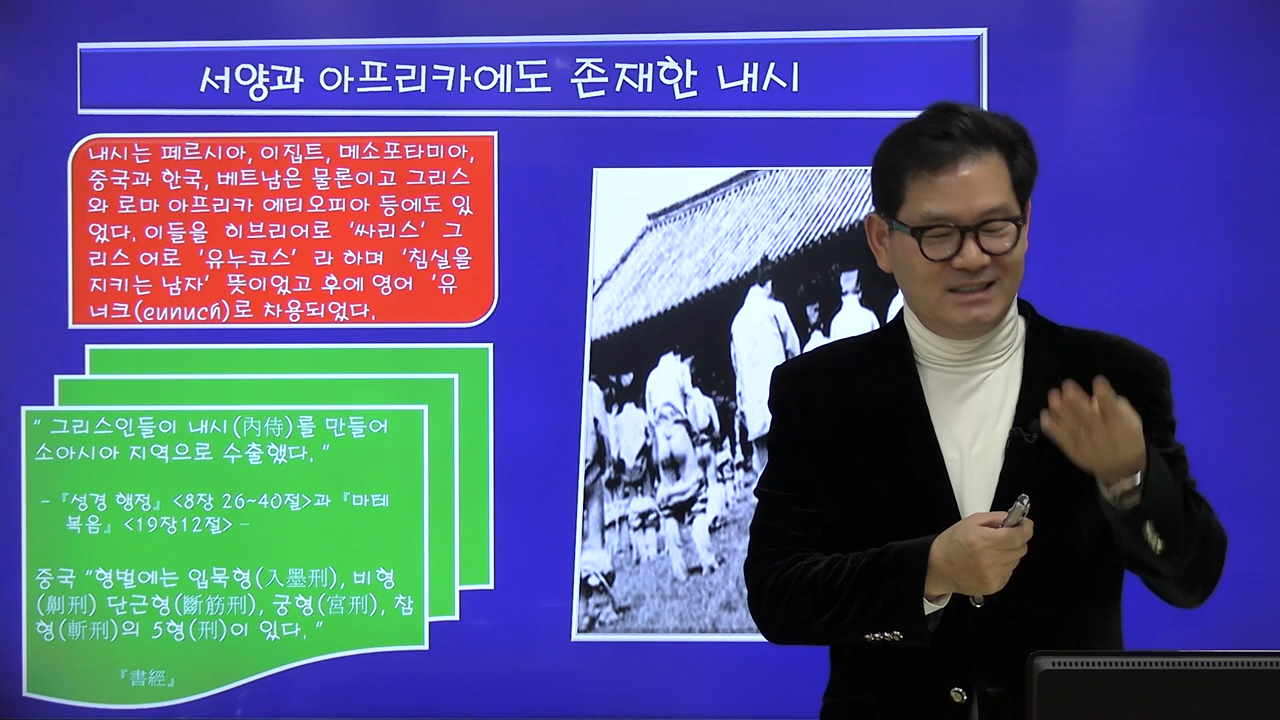 서양과 아프리카에도 존재한 내시
내시는 페르시아, 이집트, 메소포타미아,
중국과 한국, 베트남은 물론이고 그리스
와 로마 아프리카 에티오피아 등에도 있
었다. 이들을 히브리어로 '싸리스' 그
리스 어로 '유누코스' 라 하며 '침실을
지키는 남자' 뜻이었고 후에 영어 '유
너크(eunuch)로 차용되었다.
" 그리스인들이 내시(內侍)를 만들어
소아시아 지역으로 수출했다. "
-『성경 행정』<8장 26~40절>과『마테
복음』<19장12절> -
중국 "형벌에는 입묵형(入墨刑), 비형
(劓刑) 단근형(斷筋刑), 궁형(宮刑), 참
형(斬刑)의 5형(刑)이 있다. "
『書經』